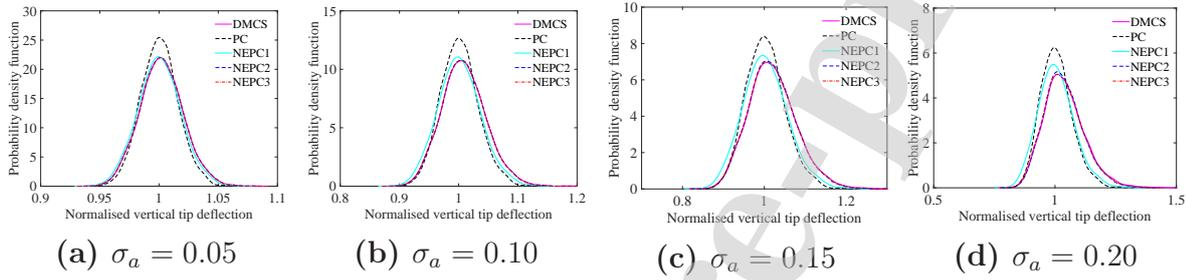 Probability density function
30
25
20
15
10
5
0
0.9 0.95 1 1.05 1.1
Normalised vertical tip deflection
DMCS
PC
NEPC1
NEPC2
NEPC3
(a) σₐ = 0.05
Probability density function
15
10
5
0
0.8 0.9 1 1.1 1.2
Normalised vertical tip deflection
DMCS
PC
NEPC1
NEPC2
NEPC3
(b) σₐ = 0.10
Probability density function
10
8
6
4
2
0
0.8 1 1.2
Normalised vertical tip deflection
DMCS
PC
NEPC1
NEPC2
NEPC3
(c) σₐ = 0.15
Probability density function
8
6
4
2
0
0.5 1 1.5
Normalised vertical tip deflection
DMCS
PC
NEPC1
NEPC2
NEPC3
(d) σₐ = 0.20